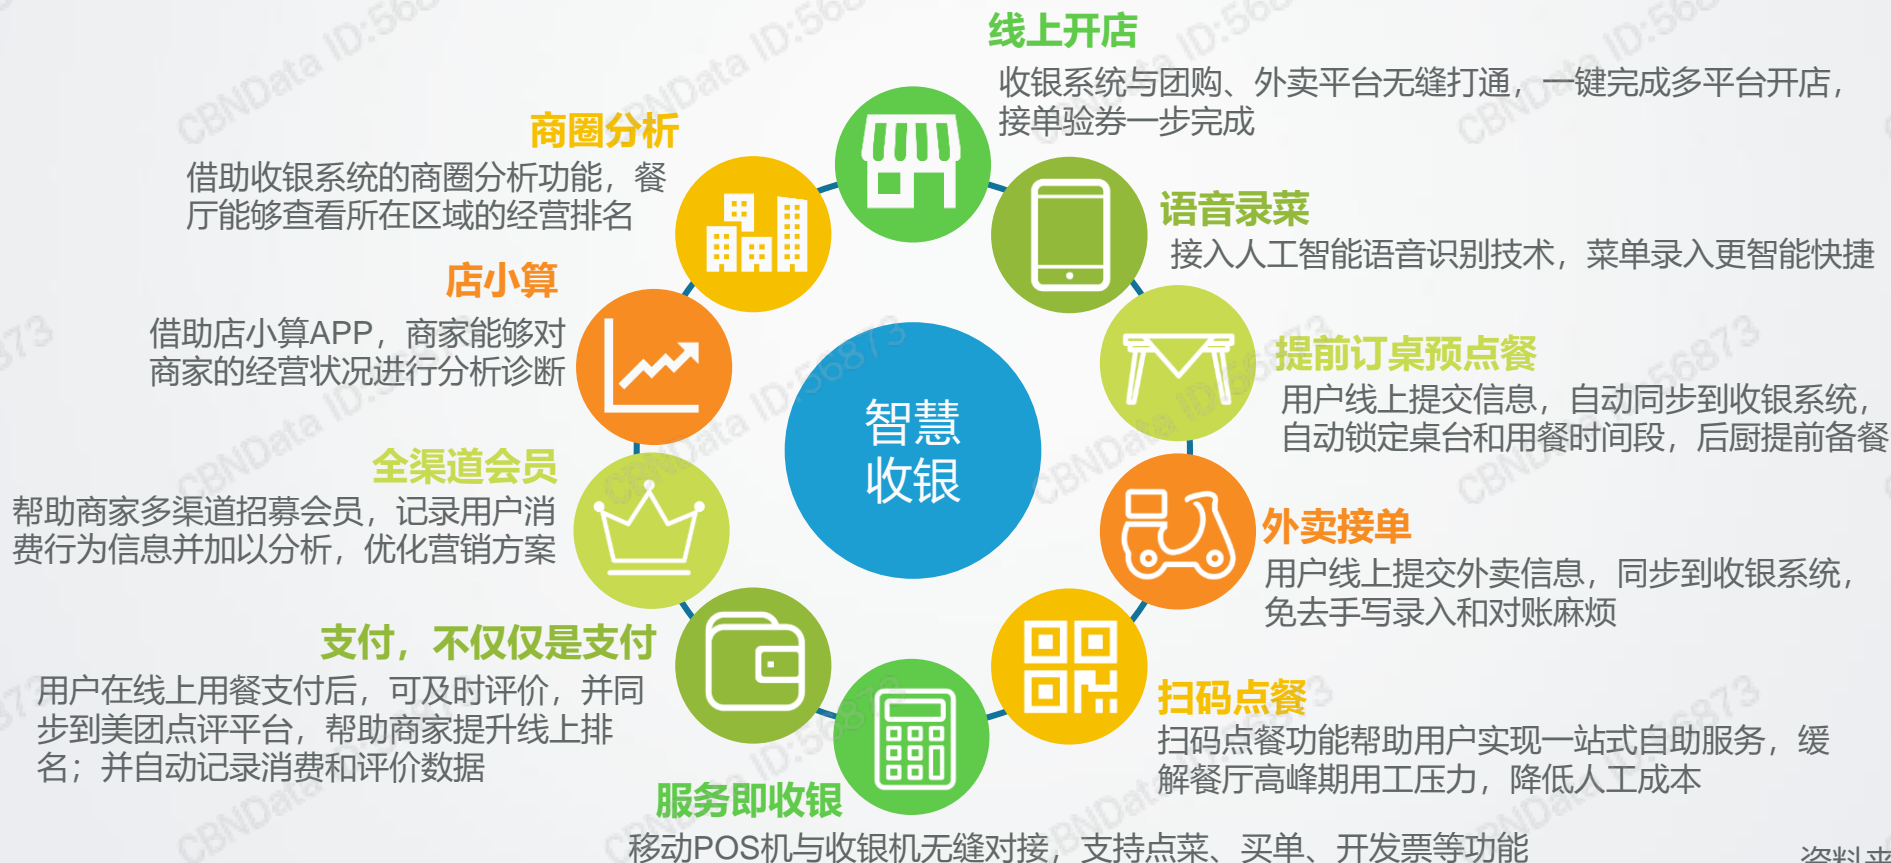 线上开店
收银系统与团购、外卖平台无缝打通，一键完成多平台开店，
接单验券一步完成
语音录菜
接入人工智能语音识别技术，菜单录入更智能快捷
提前订桌预点餐
用户线上提交信息，自动同步到收银系统，
自动锁定桌台和用餐时间段，后厨提前备餐
外卖接单
用户线上提交外卖信息，同步到收银系统，
免去手写录入和对账麻烦
扫码点餐
扫码点餐功能帮助用户实现一站式自助服务，缓
解餐厅高峰期用工压力，降低人工成本
服务即收银
移动POS机与收银机无缝对接，支持点菜、买单、开发票等功能
支付，不仅仅是支付
用户在线上用餐支付后，可及时评价，并同
步到美团点评平台，帮助商家提升线上排
名；并自动记录消费和评价数据
全渠道会员
帮助商家多渠道招募会员，记录用户消
费行为信息并加以分析，优化营销方案
店小算
借助店小算APP，商家能够对
商家的经营状况进行分析诊断
商圈分析
借助收银系统的商圈分析功能，餐
厅能够查看所在区域的经营排名
智慧
收银
资料来
CBNData ID:56873